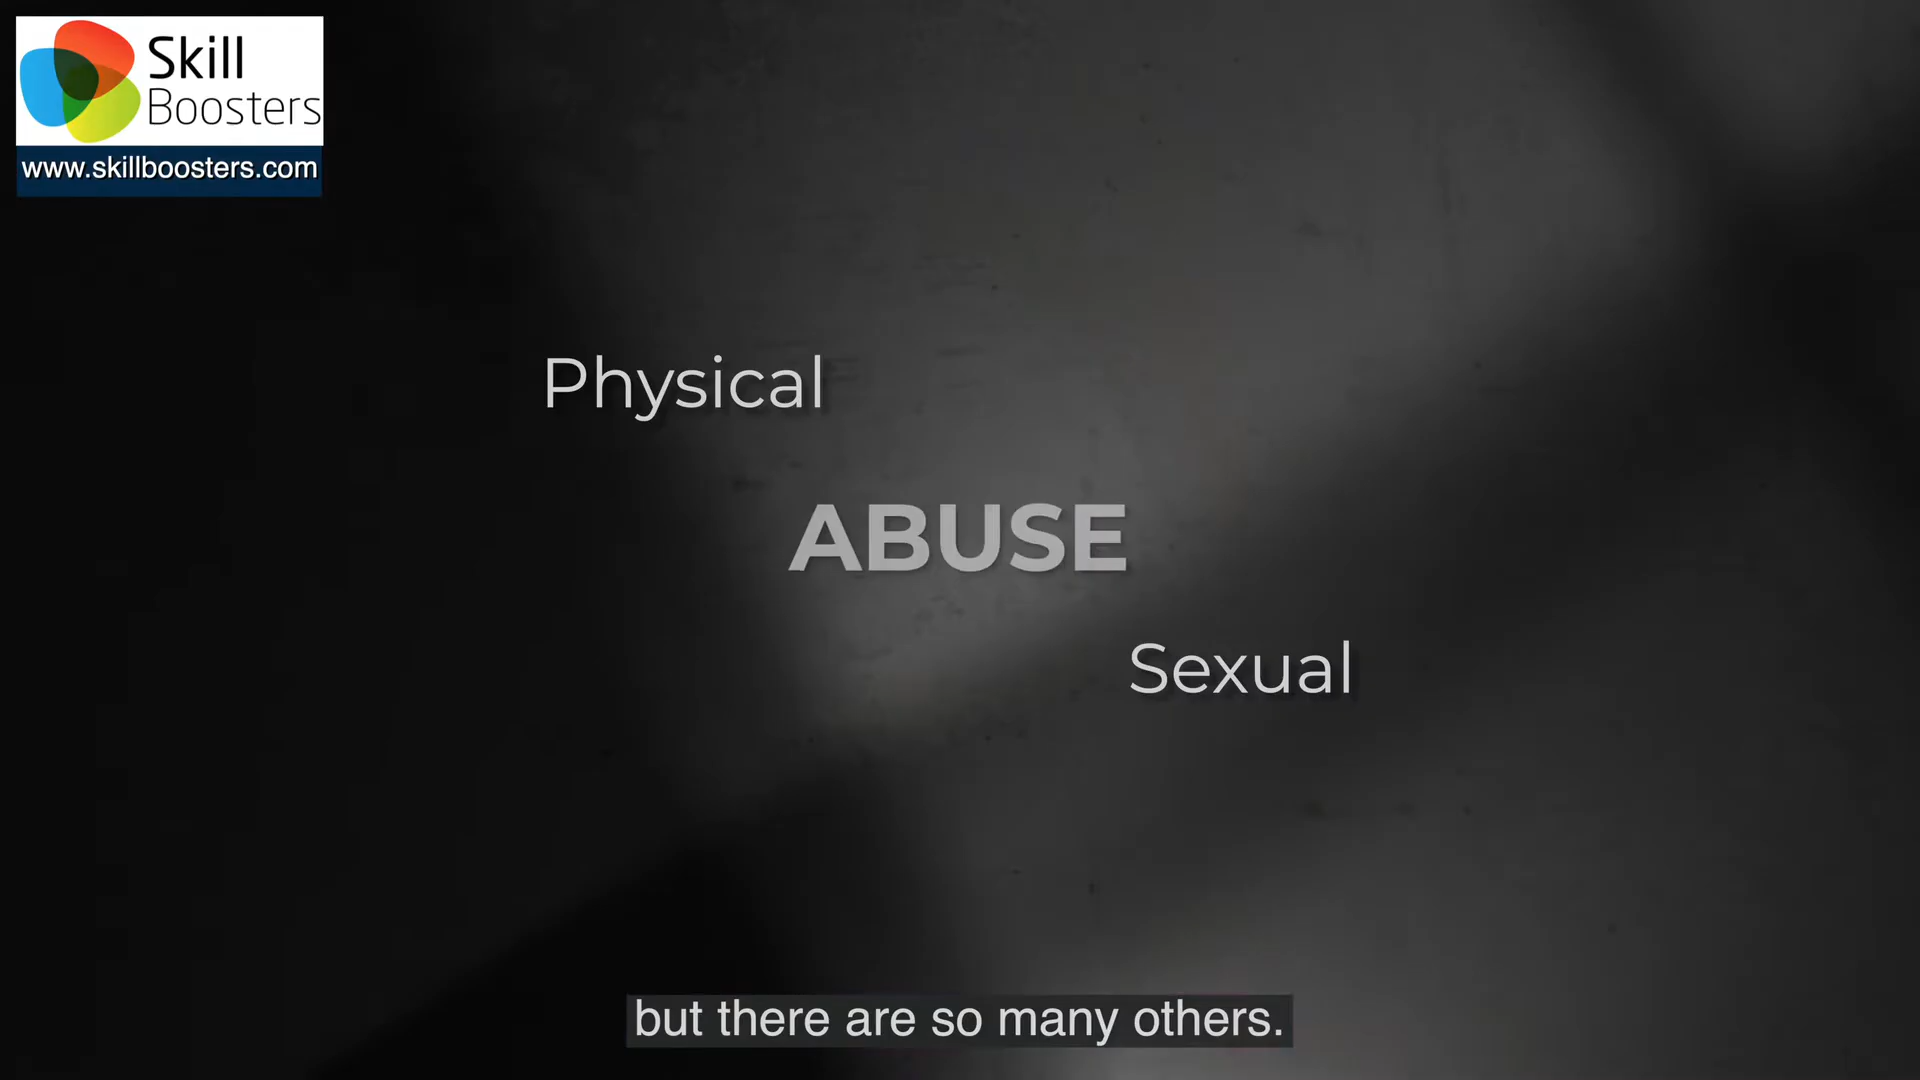 Skill
Boosters
www.skillboosters.com
Physical
ABUSE
Sexual
but there are so many others.